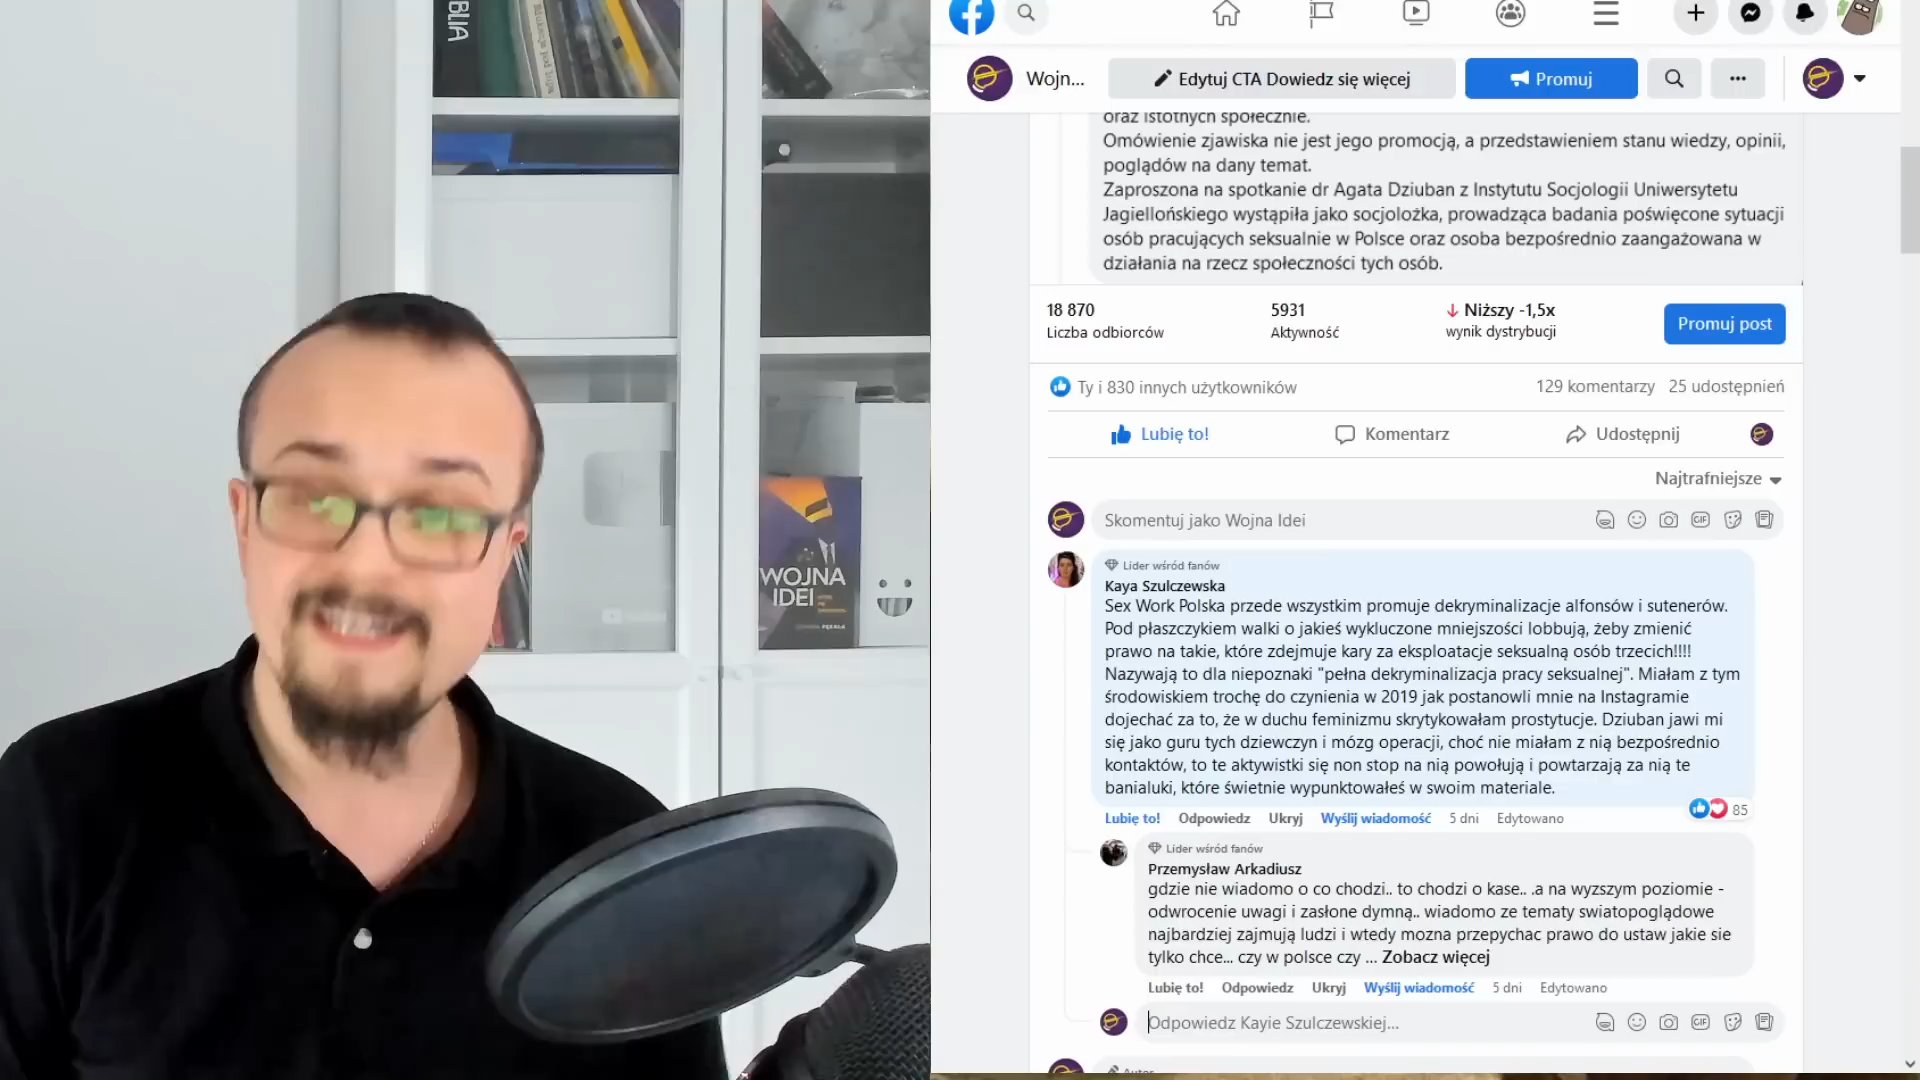 BIBLIA
Edukacja pod lupą
WOJNA
IDEI
Wojn...
Edytuj CTA Dowiedz się więcej
Promuj
oraz istotnych społecznie.
Omówienie zjawiska nie jest jego promocją, a przedstawieniem stanu wiedzy, opinii,
poglądów na dany temat.
Zaproszona na spotkanie dr Agata Dziuban z Instytutu Socjologii Uniwersytetu
Jagiellońskiego wystąpiła jako socjolożka, prowadząca badania poświęcone sytuacji
osób pracujących seksualnie w Polsce oraz osoba bezpośrednio zaangażowana w
działania na rzecz społeczności tych osób.
18 870
Liczba odbiorców
5931
Aktywność
Niższy -1,5x
wynik dystrybucji
Promuj post
Ty i 830 innych użytkowników
129 komentarzy 25 udostępnień
Lubię to! Komentarz Udostępnij
Najtrafniejsze
Skomentuj jako Wojna Idei
GIF
Lider wśród fanów
Kaya Szulczewska
Sex Work Polska przede wszystkim promuje dekryminalizacje alfonsów i sutenerów.
Pod płaszczykiem walki o jakieś wykluczone mniejszości lobbują, żeby zmienić
prawo na takie, które zdejmuje kary za eksploatacje seksualną osób trzecich!!!!
Nazywają to dla niepoznaki "pełna dekryminalizacja pracy seksualnej". Miałam z tym
środowiskiem trochę do czynienia w 2019 jak postanowli mnie na Instagramie
dojechać za to, że w duchu feminizmu skrytykowałam prostytucje. Dziuban jawi mi
się jako guru tych dziewczyn i mózg operacji, choć nie miałam z nią bezpośrednio
kontaktów, to te aktywistki się non stop na nią powołują i powtarzają za nią te
banialuki, które świetnie wypunktowałeś w swoim materiale.
85
Lubię to! Odpowiedz Ukryj Wyślij wiadomość 5 dni Edytowano
Lider wśród fanów
Przemysław Arkadiusz
gdzie nie wiadomo o co chodzi.. to chodzi o kase.. .a na wyzszym poziomie -
odwrocenie uwagi i zasłone dymną.. wiadomo ze tematy swiatopoglądowe
najbardziej zajmują ludzi i wtedy mozna przepychac prawo do ustaw jakie sie
tylko chce... czy w polsce czy ... Zobacz więcej
Lubię to! Odpowiedz Ukryj Wyślij wiadomość 5 dni Edytowano
Odpowiedz Kayie Szulczewskiej...
GIF
Autor